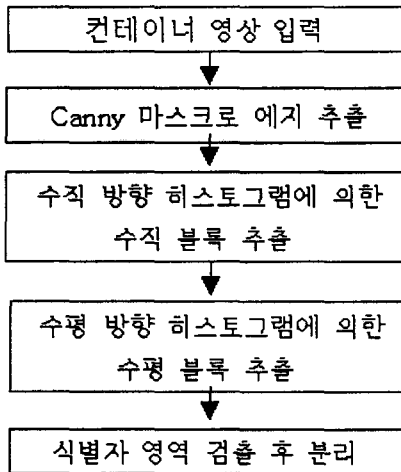 컨테이너 영상 입력
Canny 마스크로 에지 추출
수직 방향 히스토그램에 의한
수직 블록 추출
수평 방향 히스토그램에 의한
수평 블록 추출
식별자 영역 검출 후 분리